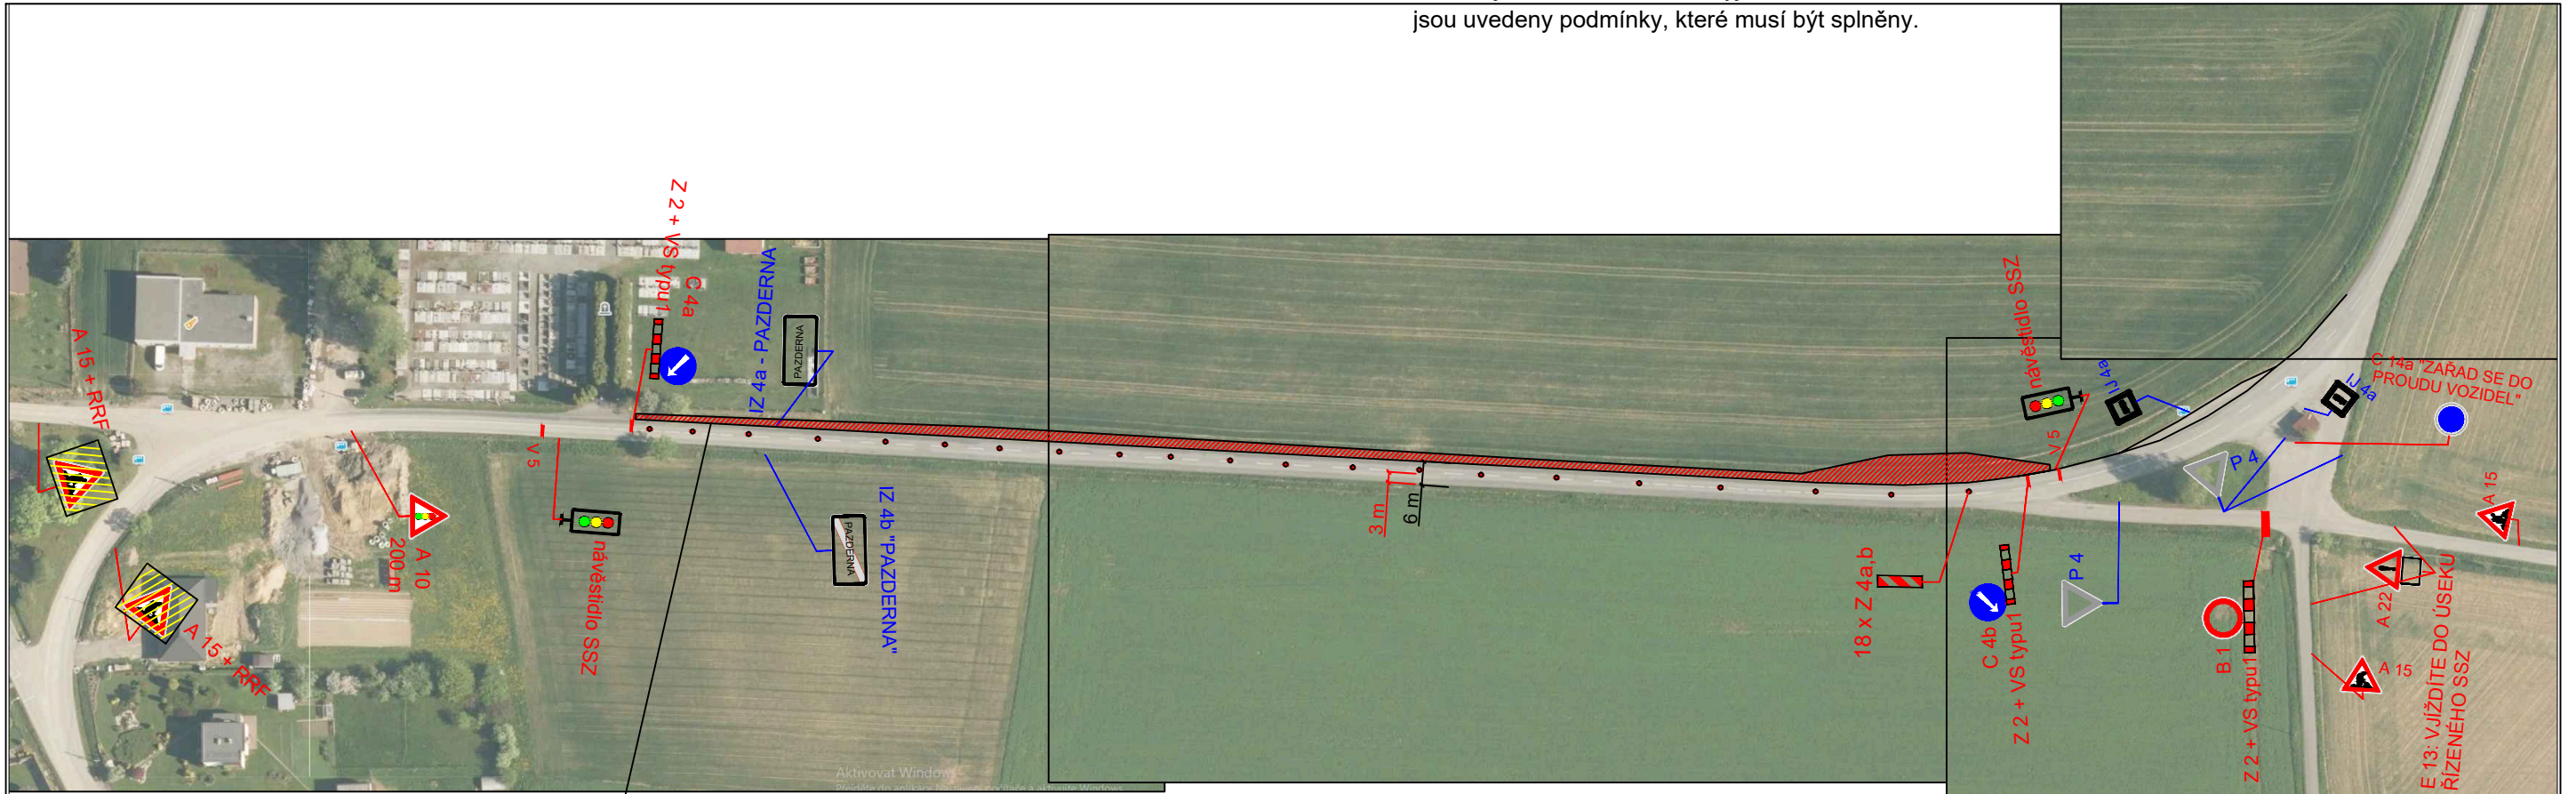 jsou uvedeny podmínky, které musí být splněny.
A 15 + RRF
A 15 + RRF
A 10
200 m
V 5
návěstidlo SSZ
Z 2 + VS typu1
C 4a
IZ 4a - PAZDERNA
PAZDERNA
IZ 4b "PAZDERNA"
PAZDERNA
3 m
6 m
18 x Z 4a,b
návěstidlo SSZ
V 5
IJ 4a
C 4b
Z 2 + VS typu1
P 4
P 4
IJ 4a
C 14a "ZAŘAD SE DO
PROUDU VOZIDEL"
A 15
A 22
A 15
E 13: VJÍŽDÍTE DO ÚSEKU
ŘÍZENÉHO SSZ
B 1
Z 2 + VS typu1
Aktivovat Windows